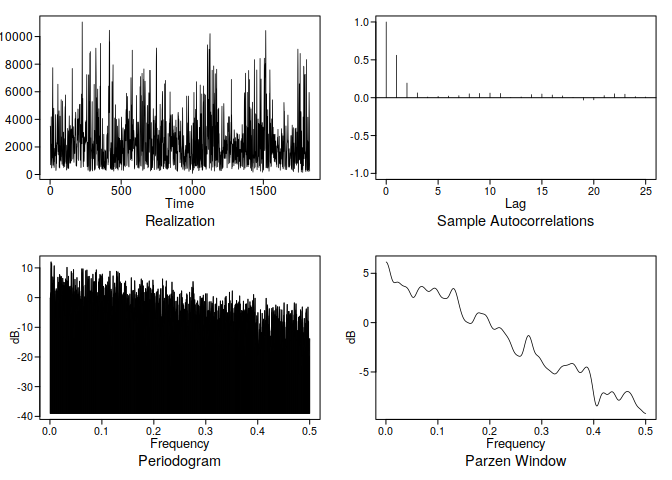 10000
8000
6000
4000
2000
0
0 500 1000 1500
Time
Realization
1.0
0.5
0.0
-0.5
-1.0
0 5 10 15 20 25
Lag
Sample Autocorrelations
dB
10
0
-10
-20
-30
-40
0.0 0.1 0.2 0.3 0.4 0.5
Frequency
Periodogram
dB
5
0
-5
0.0 0.1 0.2 0.3 0.4 0.5
Frequency
Parzen Window